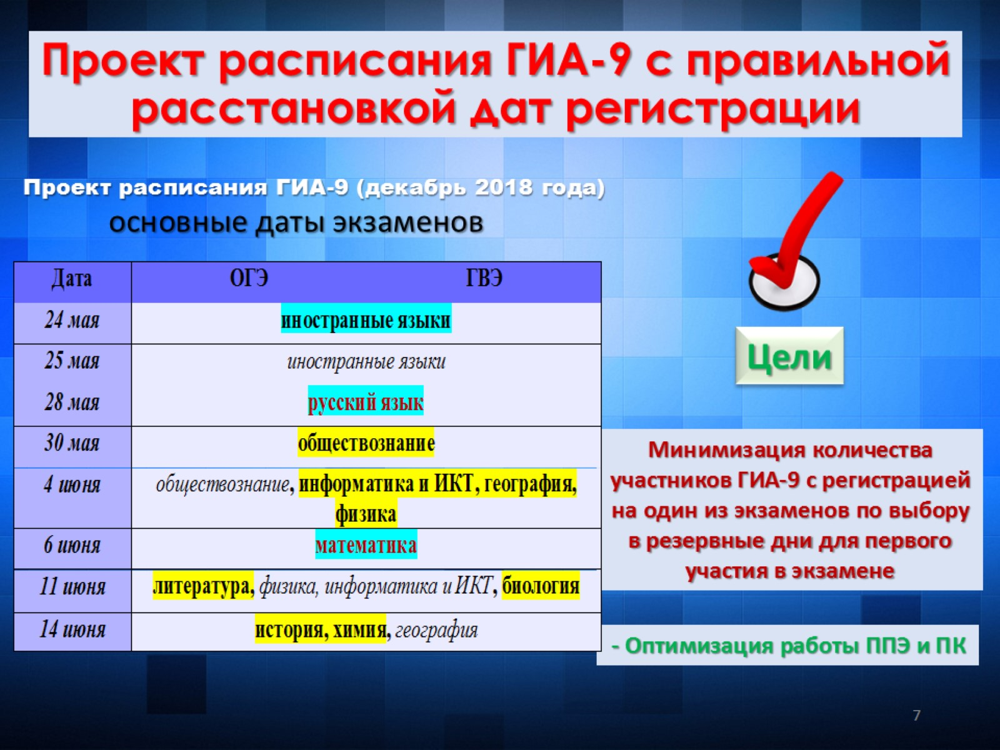 Проект расписания ГИА-9 с правильной
расстановкой дат регистрации
Проект расписания ГИА-9 (декабрь 2018 года)
основные даты экзаменов
Дата ОГЭ ГВЭ
24 мая иностранные языки
25 мая иностранные языки
28 мая русский язык
30 мая обществознание
4 июня обществознание, информатика и ИКТ, география,
физика
6 июня математика
11 июня литература, физика, информатика и ИКТ, биология
14 июня история, химия, география
Цели
Минимизация количества
участников ГИА-9 с регистрацией
на один из экзаменов по выбору
в резервные дни для первого
участия в экзамене
- Оптимизация работы ППЭ и ПК
7